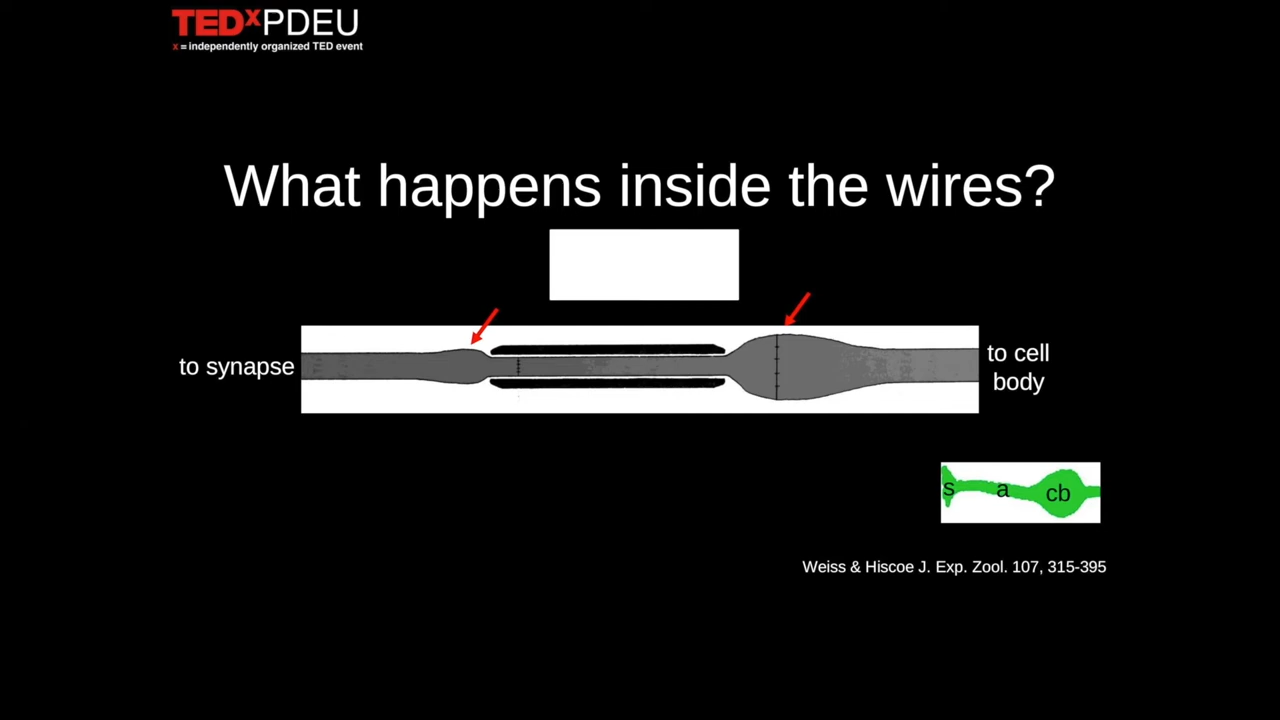 TEDxPDEU
x = independently organized TED event
What happens inside the wires?
to synapse
to cell
body
s a cb
Weiss & Hiscoe J. Exp. Zool. 107, 315-395